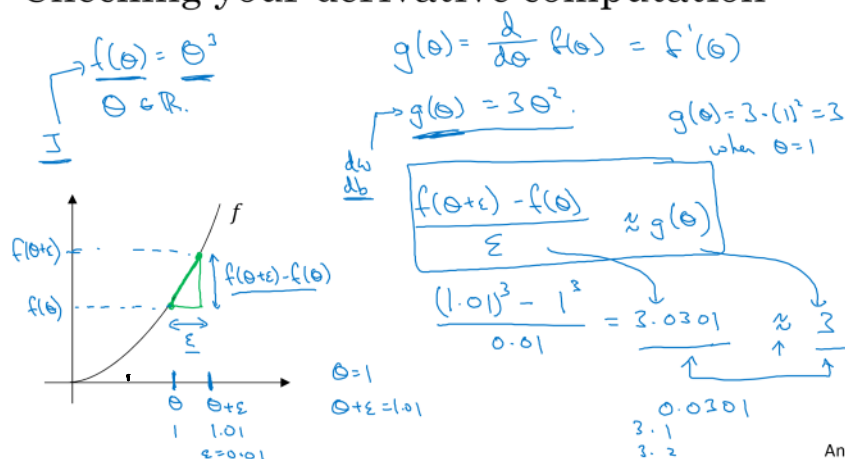 Checking your derivative computation
f(θ) = θ³
θ ∈ ℝ.
J
g(θ) = d/dθ f(θ) = f'(θ)
g(θ) = 3θ².
dw
db
g(θ) = 3·(1)² = 3
when θ=1
(f(θ+ε) - f(θ))/ε ≈ g(θ)
((1.01)³ - 1³)/0.01 = 3.0301 ≈ 3
0.0301
3.1
3.2
f
f(θ+ε)
f(θ)
f(θ+ε)-f(θ)
ε
θ θ+ε
1 1.01
ε=0.01
θ=1
θ+ε=1.01
An